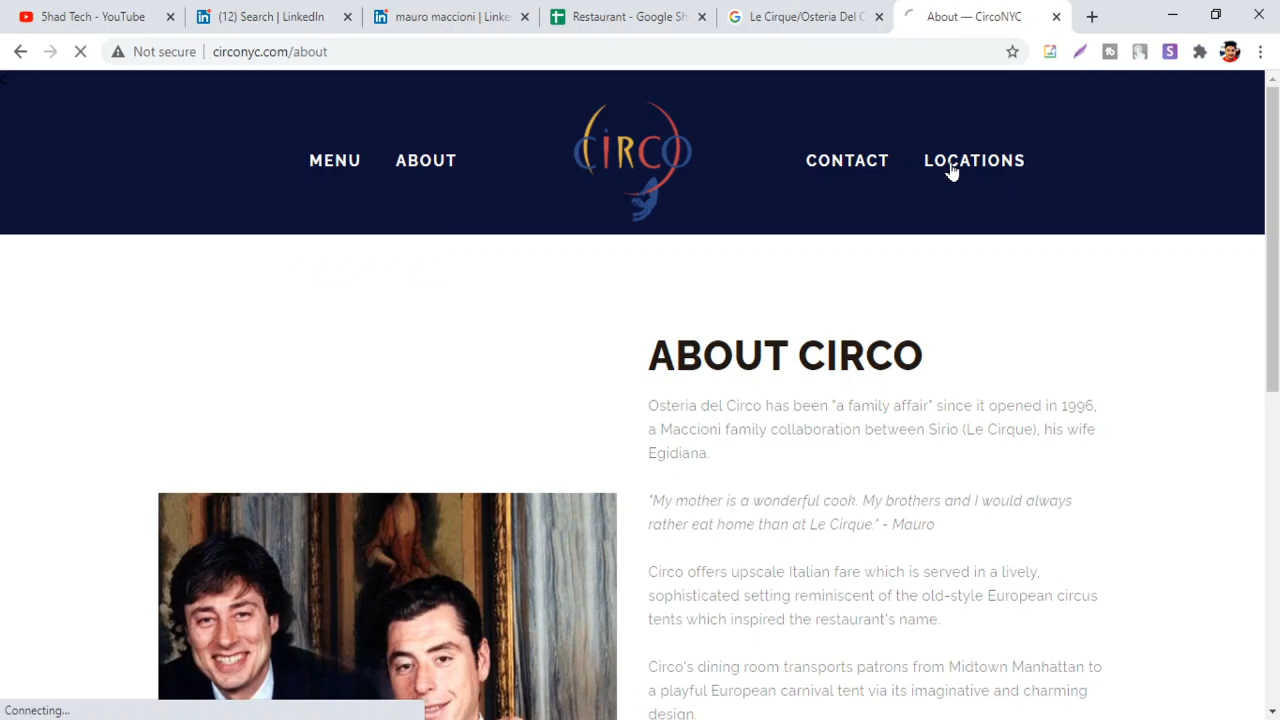 5had Tech - YouTube
(12) Search | LinkedIn
mauro maccioni | Linke
Restaurant - Google Sh
Le Cirque/Osteria Del C
About — CircoNYC
Not secure
circonyc.com/about
MENU
ABOUT
CIRCO
CONTACT
LOCATIONS
ABOUT CIRCO
Osteria del Circo has been "a family affair" since it opened in 1996,
a Maccioni family collaboration between Sirio (Le Cirque), his wife
Egidiana.
"My mother is a wonderful cook. My brothers and I would always
rather eat home than at Le Cirque." - Mauro
Circo offers upscale Italian fare which is served in a lively,
sophisticated setting reminiscent of the old-style European circus
tents which inspired the restaurant's name.
Circo's dining room transports patrons from Midtown Manhattan to
a playful European carnival tent via its imaginative and charming
design.
Connecting...